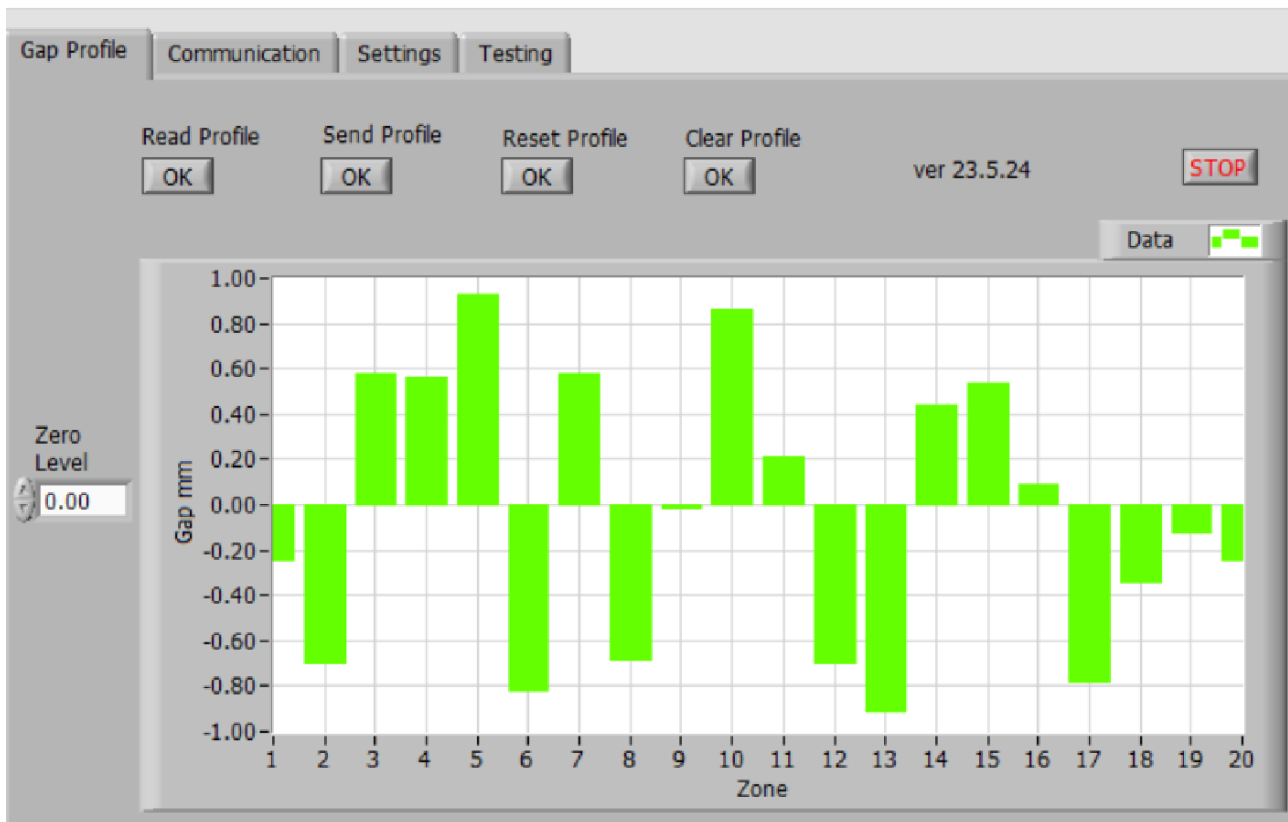 Gap Profile Communication Settings Testing
Read Profile Send Profile Reset Profile Clear Profile
OK OK OK OK ver 23.5.24 STOP
Data
1.00
0.80
0.60
0.40
0.20
0.00
-0.20
-0.40
-0.60
-0.80
-1.00
Gap mm
Zero
Level
0.00
1 2 3 4 5 6 7 8 9 10 11 12 13 14 15 16 17 18 19 20
Zone